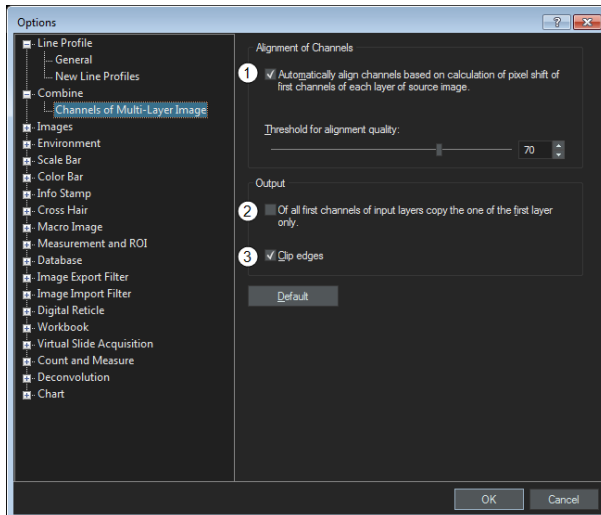 Options
Line Profile
General
New Line Profiles
Combine
Channels of Multi-Layer Image
Images
Environment
Scale Bar
Color Bar
Info Stamp
Cross Hair
Macro Image
Measurement and ROI
Database
Image Export Filter
Image Import Filter
Digital Reticle
Workbook
Virtual Slide Acquisition
Count and Measure
Deconvolution
Chart
Alignment of Channels
1 Automatically align channels based on calculation of pixel shift of
first channels of each layer of source image.
Threshold for alignment quality:
70
Output
2 Of all first channels of input layers copy the one of the first layer
only.
3 Clip edges
Default
OK Cancel